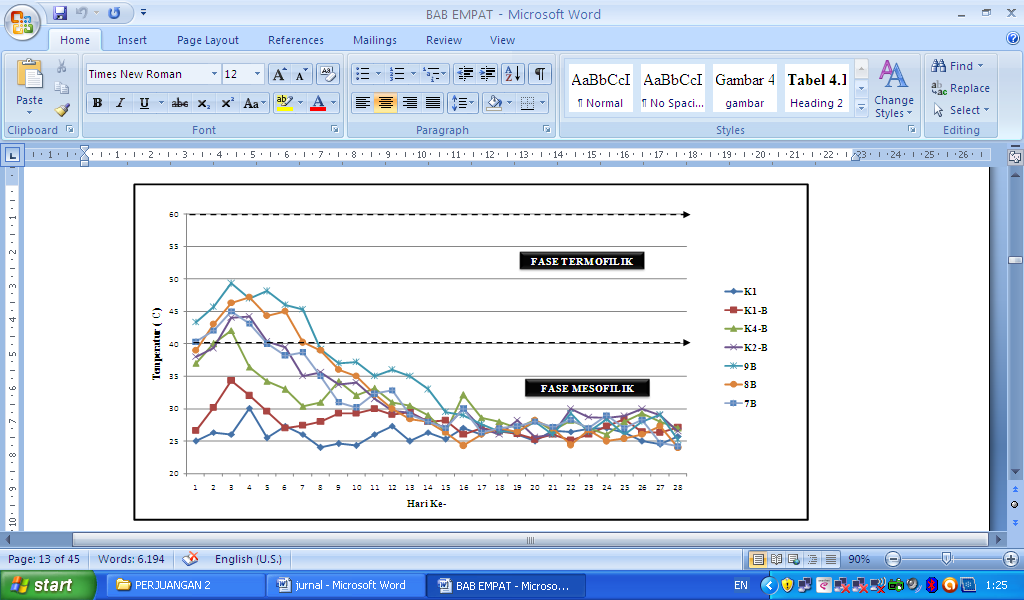 BAB EMPAT - Microsoft Word
Home Insert Page Layout References Mailings Review View
Paste
Times New Roman 12
B I U abc X₂ X² Aa
AaBbCcI AaBbCcI Gambar 4 Tabel 4.1
¶ Normal ¶ No Spaci... gambar Heading 2
Change Styles
Find
Replace
Select
Clipboard Font Paragraph Styles Editing
60
55
50
45
40
35
30
25
20
Temperatur ( C)
FASE TERMOFILIK
FASE MESOFILIK
1 2 3 4 5 6 7 8 9 10 11 12 13 14 15 16 17 18 19 20 21 22 23 24 25 26 27 28
Hari Ke-
K1
K1-B
K4-B
K2-B
9B
8B
7B
Page: 13 of 45 Words: 6.194 English (U.S.) 90%
start PERJUANGAN 2 jurnal - Microsoft Word BAB EMPAT - Microso... EN 1:25